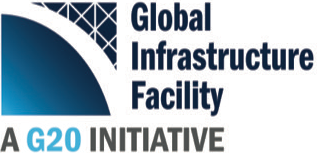 Global
Infrastructure
Facility
A G20 INITIATIVE